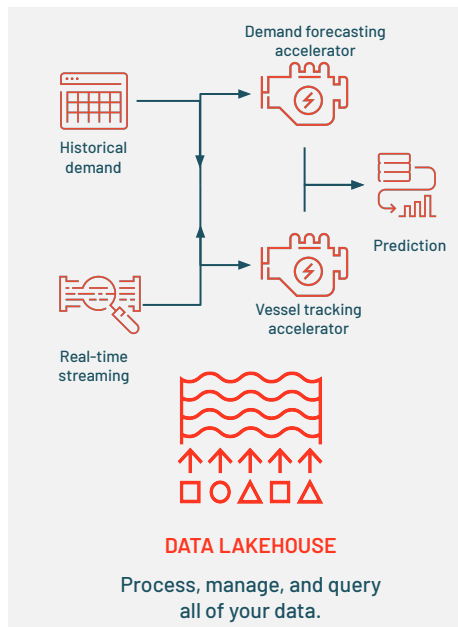 Demand forecasting
accelerator
Historical
demand
Prediction
Vessel tracking
accelerator
Real-time
streaming
DATA LAKEHOUSE
Process, manage, and query
all of your data.